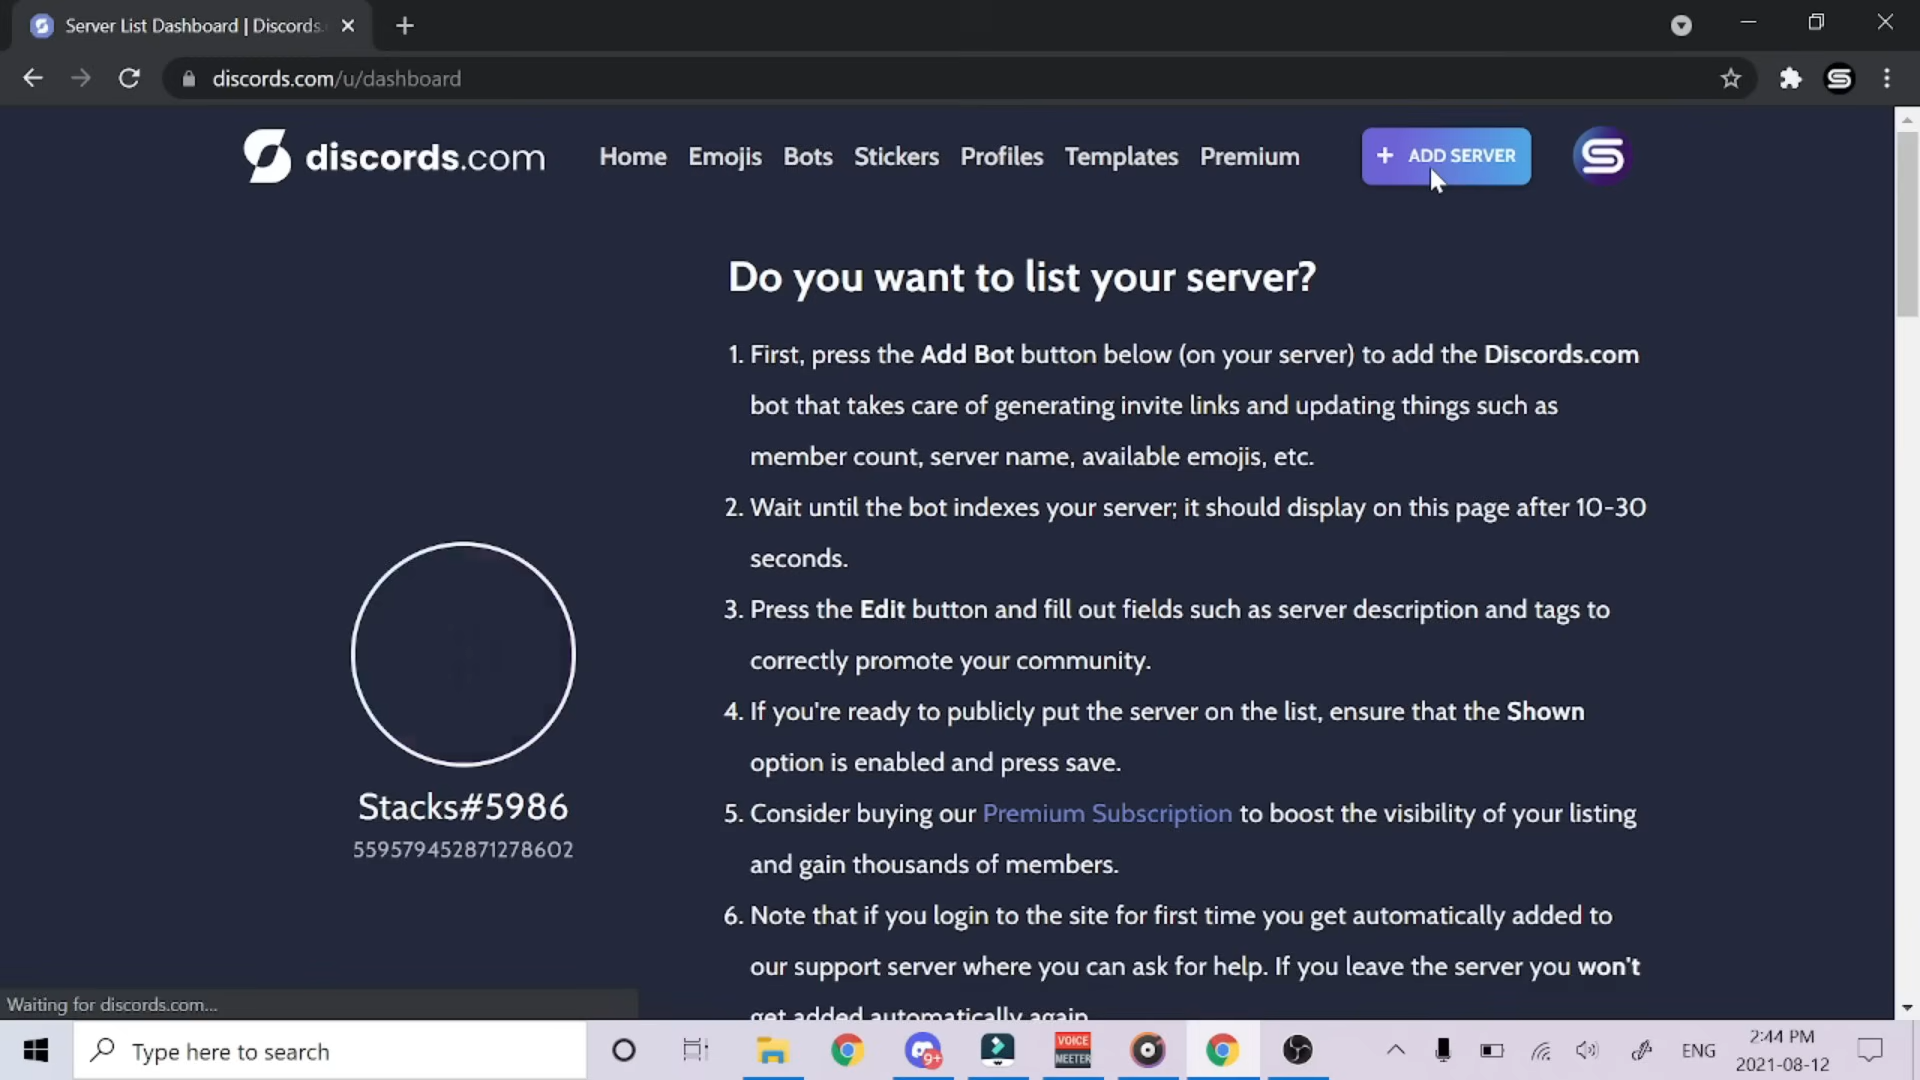 Server List Dashboard | Discords.
discords.com/u/dashboard
discords.com Home Emojis Bots Stickers Profiles Templates Premium + ADD SERVER
Do you want to list your server?
1. First, press the Add Bot button below (on your server) to add the Discords.com
bot that takes care of generating invite links and updating things such as
member count, server name, available emojis, etc.
2. Wait until the bot indexes your server; it should display on this page after 10-30
seconds.
3. Press the Edit button and fill out fields such as server description and tags to
correctly promote your community.
4. If you're ready to publicly put the server on the list, ensure that the Shown
option is enabled and press save.
5. Consider buying our Premium Subscription to boost the visibility of your listing
and gain thousands of members.
6. Note that if you login to the site for first time you get automatically added to
our support server where you can ask for help. If you leave the server you won't
get added automatically again
Stacks#5986
559579452871278602
Waiting for discords.com...
Type here to search
9+
VOICE
MEETER
ENG
2:44 PM
2021-08-12